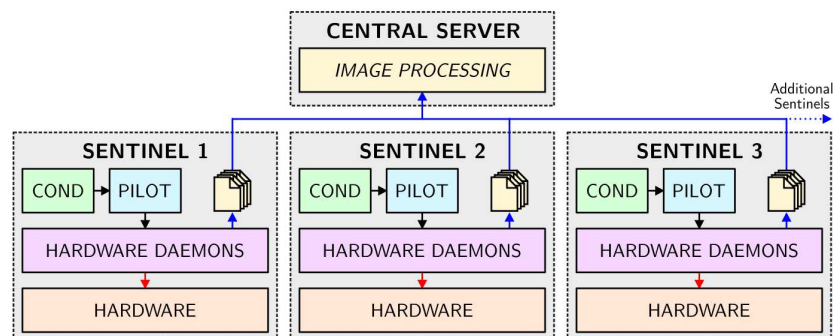 CENTRAL SERVER
IMAGE PROCESSING
Additional
Sentinels
SENTINEL 1
SENTINEL 2
SENTINEL 3
COND
PILOT
COND
PILOT
COND
PILOT
HARDWARE DAEMONS
HARDWARE DAEMONS
HARDWARE DAEMONS
HARDWARE
HARDWARE
HARDWARE